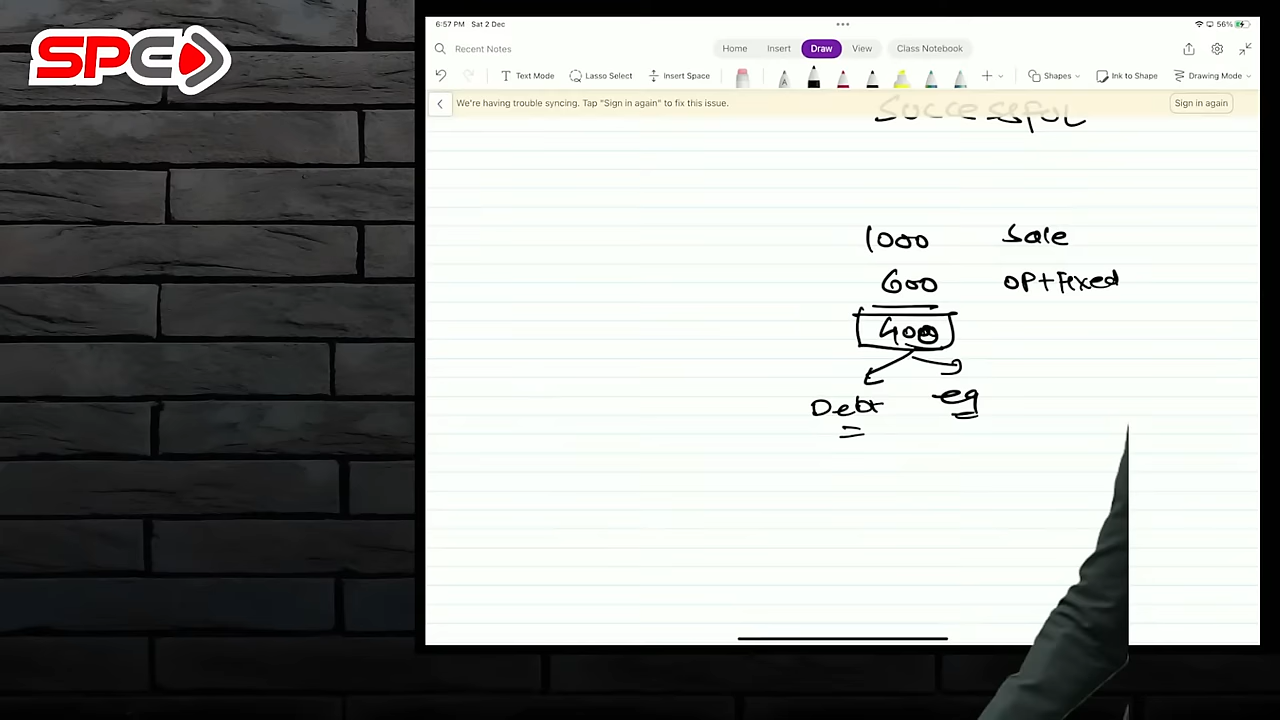 SPC
6:57 PM Sat 2 Dec
56%
Recent Notes
Home Insert Draw View Class Notebook
Text Mode Lasso Select Insert Space Shapes Ink to Shape Drawing Mode
We're having trouble syncing. Tap "Sign in again" to fix this issue. Sign in again
Successful
1000 Sale
600 OP+Fixed
400
Debt eq